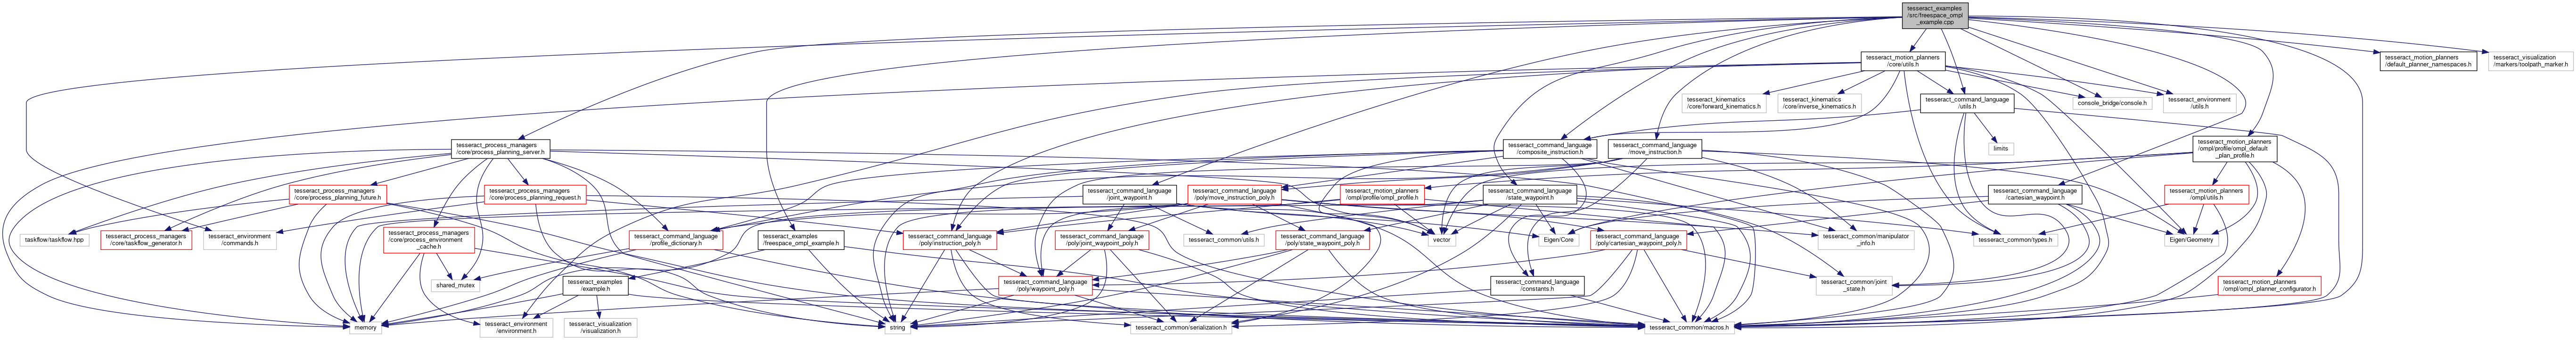 tesseract_examples
/src/freespace_ompl
_example.cpp
tesseract_motion_planners
/core/utils.h
tesseract_motion_planners
/default_planner_namespaces.h
tesseract_visualization
/markers/toolpath_marker.h
tesseract_kinematics
/core/forward_kinematics.h
tesseract_kinematics
/core/inverse_kinematics.h
tesseract_command_language
/utils.h
console_bridge/console.h
tesseract_environment
/utils.h
tesseract_process_managers
/core/process_planning_server.h
tesseract_command_language
/composite_instruction.h
tesseract_command_language
/move_instruction.h
limits
tesseract_motion_planners
/ompl/profile/ompl_default
_plan_profile.h
tesseract_process_managers
/core/process_planning_future.h
tesseract_process_managers
/core/process_planning_request.h
tesseract_command_language
/joint_waypoint.h
tesseract_command_language
/poly/move_instruction_poly.h
tesseract_motion_planners
/ompl/profile/ompl_profile.h
tesseract_command_language
/state_waypoint.h
tesseract_command_language
/cartesian_waypoint.h
tesseract_motion_planners
/ompl/utils.h
taskflow/taskflow.hpp
tesseract_process_managers
/core/taskflow_generator.h
tesseract_environment
/commands.h
tesseract_process_managers
/core/process_environment
_cache.h
tesseract_command_language
/profile_dictionary.h
tesseract_examples
/freespace_ompl_example.h
tesseract_command_language
/poly/instruction_poly.h
tesseract_command_language
/poly/joint_waypoint_poly.h
tesseract_common/utils.h
tesseract_command_language
/poly/state_waypoint_poly.h
vector
Eigen/Core
tesseract_command_language
/poly/cartesian_waypoint_poly.h
tesseract_common/manipulator
_info.h
tesseract_common/types.h
Eigen/Geometry
shared_mutex
tesseract_examples
/example.h
tesseract_command_language
/poly/waypoint_poly.h
tesseract_command_language
/constants.h
tesseract_common/joint
_state.h
tesseract_motion_planners
/ompl/ompl_planner_configurator.h
memory
tesseract_environment
/environment.h
tesseract_visualization
/visualization.h
string
tesseract_common/serialization.h
tesseract_common/macros.h